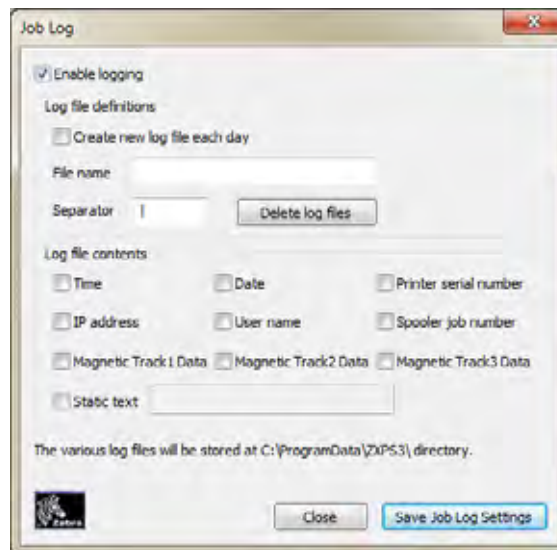 Job Log
Enable logging
Log file definitions
Create new log file each day
File name
Separator |
Delete log files
Log file contents
Time Date Printer serial number
IP address User name Spooler job number
Magnetic Track1 Data Magnetic Track2 Data Magnetic Track3 Data
Static text
The various log files will be stored at C:\ProgramData\ZXPS3\ directory.
Zebra
Close Save Job Log Settings